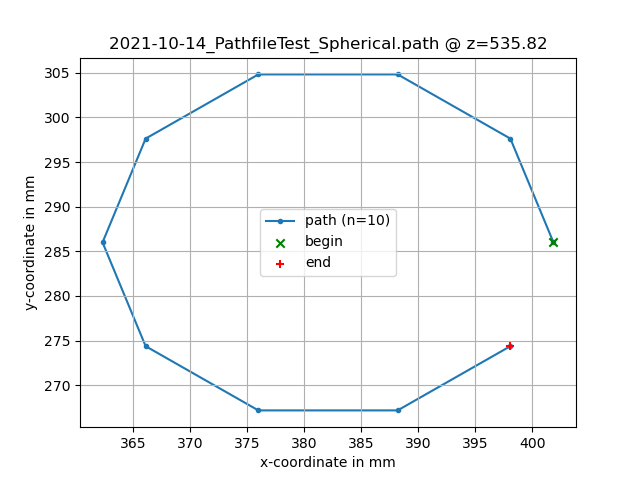 2021-10-14_PathfileTest_Spherical.path @ z=535.82
305
300
295
290
285
280
275
270
y-coordinate in mm
path (n=10)
begin
end
365 370 375 380 385 390 395 400
x-coordinate in mm